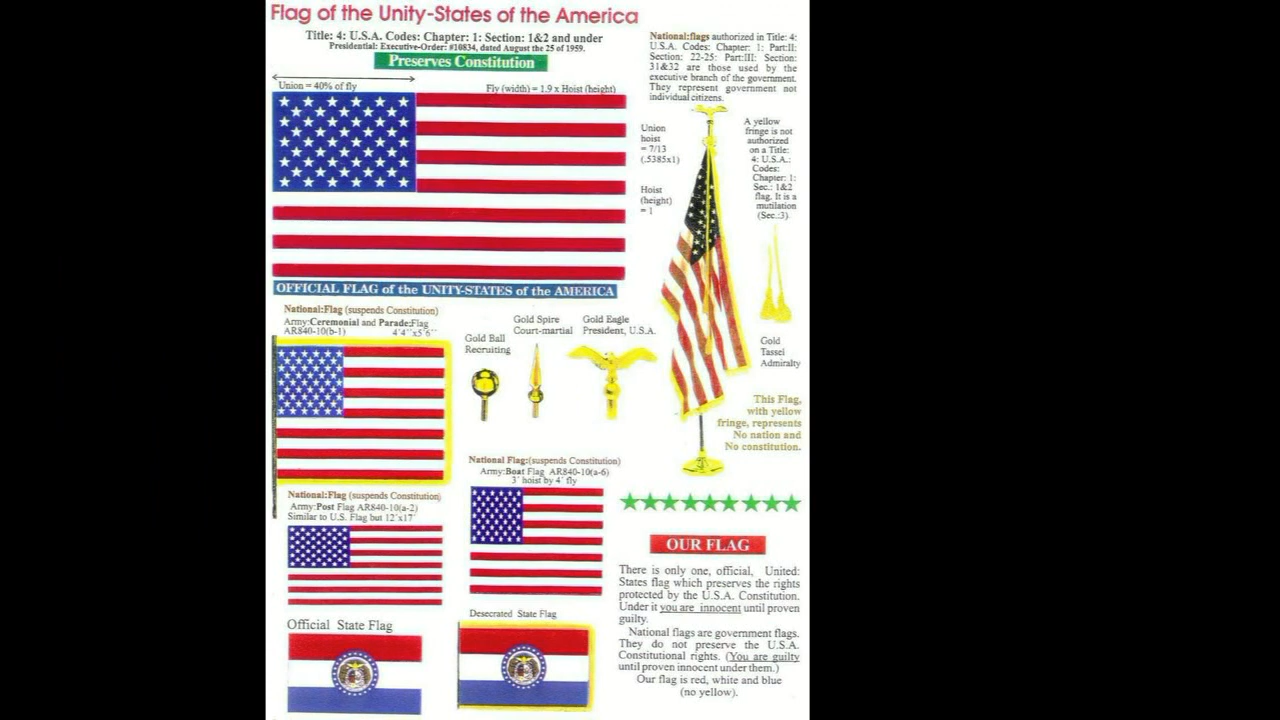 Flag of the Unity-States of the America
Title: 4: U.S.A. Codes: Chapter: 1: Section: 1&2 and under
Presidential: Executive-Order: #10834, dated August the 25 of 1959.
Preserves Constitution
Union = 40% of fly
Fly (width) = 1.9 x Hoist (height)
Union
hoist
= 7/13
(.5385x1)
Hoist
(height)
= 1
OFFICIAL FLAG of the UNITY-STATES of the AMERICA
National:flags authorized in Title: 4:
U.S.A. Codes: Chapter: 1: Part:II:
Section: 22-25: Part:III: Section:
31&32 are those used by the
executive branch of the government.
They represent government not
individual citizens.
A yellow
fringe is not
authorized
on a Title:
4: U.S.A.:
Codes:
Chapter: 1:
Sec.: 1&2
flag. It is a
mutilation
(Sec.:3)
Gold
Tassel
Admiralty
This Flag,
with yellow
fringe, represents
No nation and
No constitution.
National:Flag (suspends Constitution)
Army:Ceremonial and Parade:Flag
AR840-10(b-1) 4'4"x5'6"
Gold Ball
Recruiting
Gold Spire
Court-martial
Gold Eagle
President, U.S.A.
National Flag:(suspends Constitution)
Army:Boat Flag AR840-10(a-6)
3' hoist by 4' fly
National:Flag (suspends Constitution)
Army:Post Flag AR840-10(a-2)
Similar to U.S. Flag but 12'x17'
Official State Flag
Desecrated State Flag
OUR FLAG
There is only one, official, United:
States flag which preserves the rights
protected by the U.S.A. Constitution.
Under it you are innocent until proven
guilty.
National flags are government flags.
They do not preserve the U.S.A.
Constitutional rights. (You are guilty
until proven innocent under them.)
Our flag is red, white and blue
(no yellow).